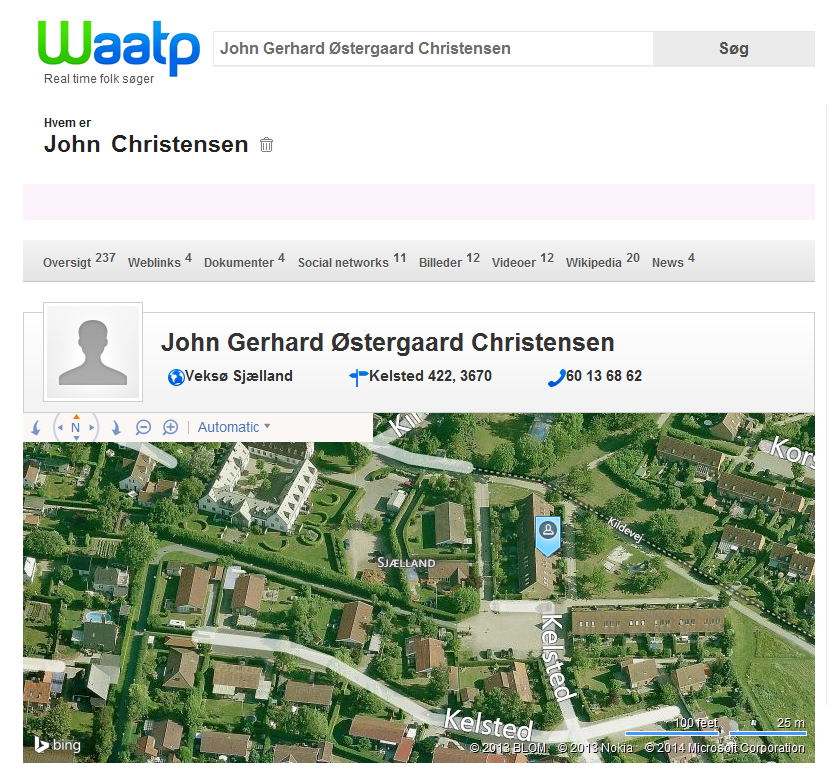 Waatp
John Gerhard Østergaard Christensen
Søg
Real time folk søger
Hvem er
John Christensen
Oversigt 237 Weblinks 4 Dokumenter 4 Social networks 11 Billeder 12 Videoer 12 Wikipedia 20 News 4
John Gerhard Østergaard Christensen
Veksø Sjælland Kelsted 422, 3670 60 13 68 62
N Automatic
Kild
Kors
Kildevej
SJÆLLAND
Kelsted
Kelsted
100 feet 25 m
bing
© 2013 BLOM © 2013 Nokia © 2014 Microsoft Corporation